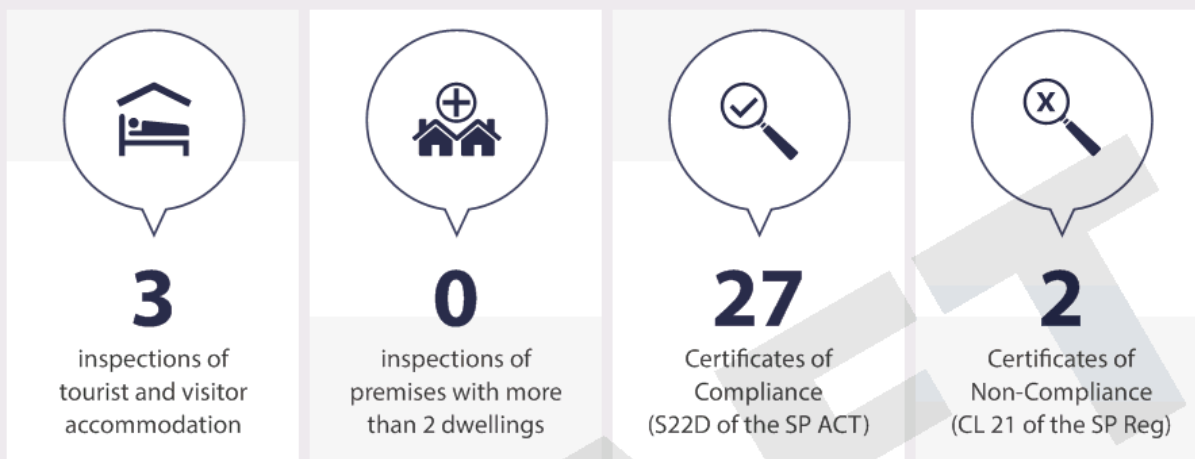 3
inspections of
tourist and visitor
accommodation
0
inspections of
premises with more
than 2 dwellings
27
Certificates of
Compliance
(S22D of the SP ACT)
X
2
Certificates of
Non-Compliance
(CL 21 of the SP Reg)